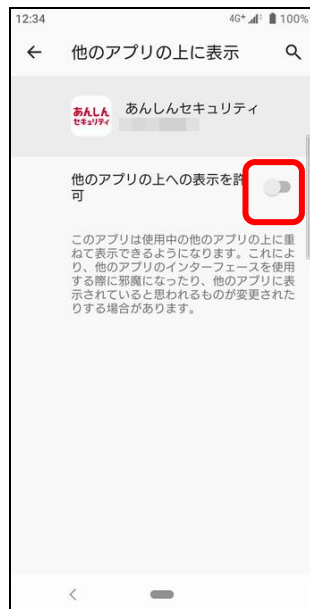 12:34 4G+ 100%
他のアプリの上に表示
あんしん
セキュリティ
あんしんセキュリティ
他のアプリの上への表示を許
可
このアプリは使用中の他のアプリの上に重
ねて表示できるようになります。これによ
り、他のアプリのインターフェースを使用
する際に邪魔になったり、他のアプリに表
示されていると思われるものが変更された
りする場合があります。